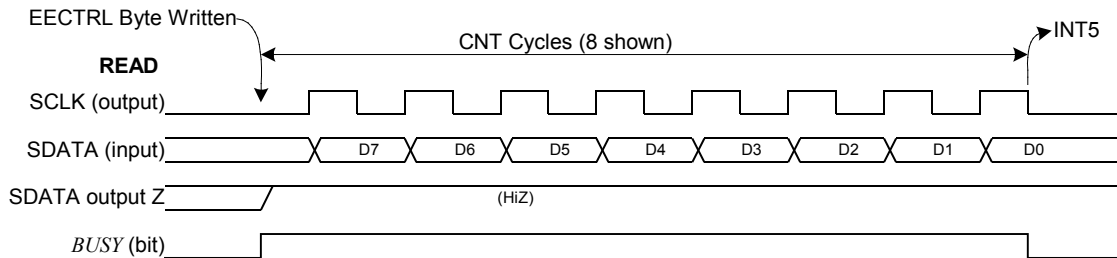 EECTRL Byte Written
CNT Cycles (8 shown)
INT5
READ
SCLK (output)
SDATA (input)
D7 D6 D5 D4 D3 D2 D1 D0
SDATA output Z
(HiZ)
BUSY (bit)